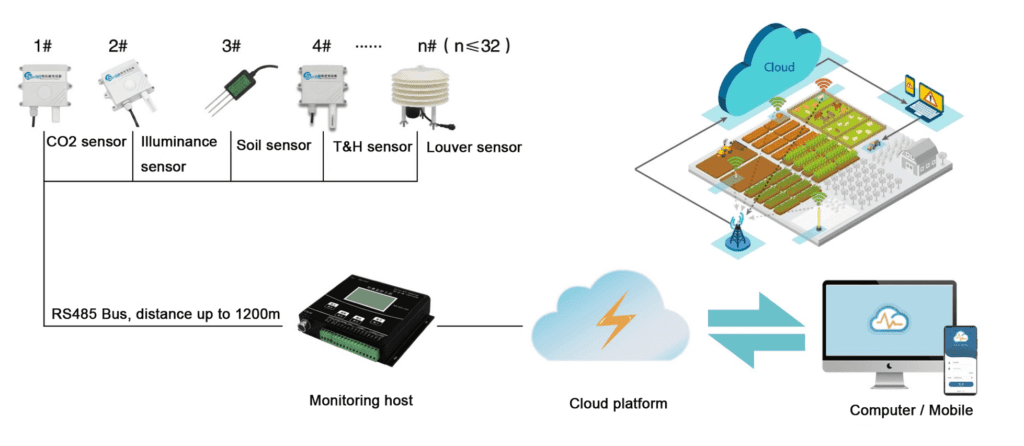 1#
2#
3#
4#
······
n# ( n≤32 )
CO2 sensor
Illuminance
sensor
Soil sensor
T&H sensor
Louver sensor
Cloud
RS485 Bus, distance up to 1200m
Monitoring host
Cloud platform
Computer / Mobile